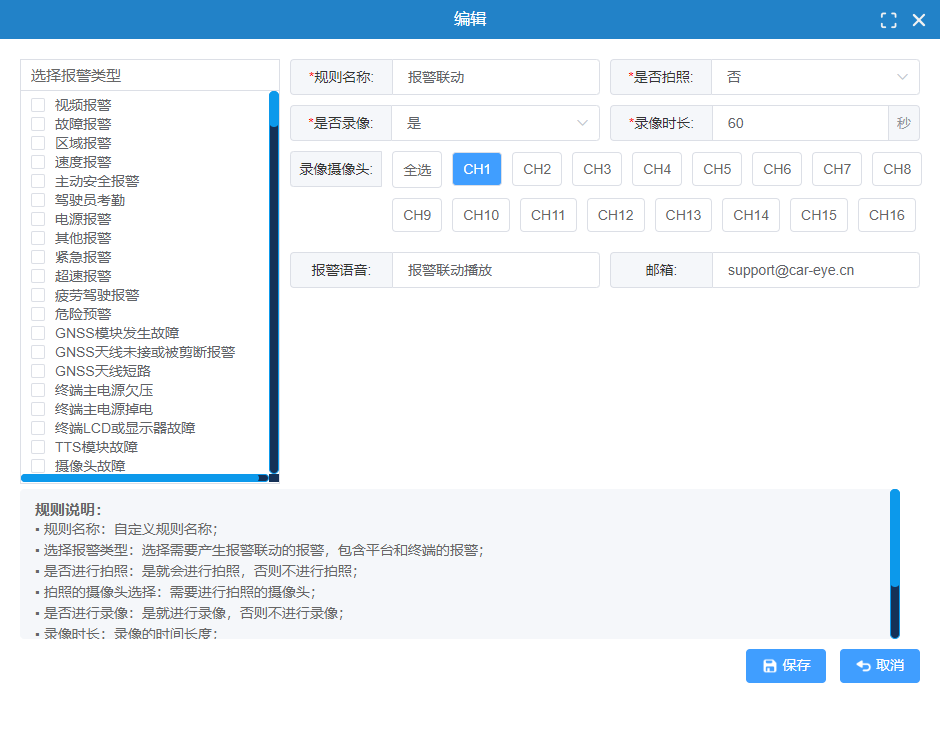 编辑
选择报警类型
视频报警
故障报警
区域报警
速度报警
主动安全报警
驾驶员考勤
电源报警
其他报警
紧急报警
超速报警
疲劳驾驶报警
危险预警
GNSS模块发生故障
GNSS天线未接或被剪断报警
GNSS天线短路
终端主电源欠压
终端主电源掉电
终端LCD或显示器故障
TTS模块故障
摄像头故障
*规则名称: 报警联动 *是否拍照: 否
*是否录像: 是 *录像时长: 60 秒
录像摄像头: 全选 CH1 CH2 CH3 CH4 CH5 CH6 CH7 CH8
CH9 CH10 CH11 CH12 CH13 CH14 CH15 CH16
报警语音: 报警联动播放 邮箱: support@car-eye.cn
规则说明：
▪ 规则名称：自定义规则名称；
▪ 选择报警类型：选择需要产生报警联动的报警，包含平台和终端的报警；
▪ 是否进行拍照：是就会进行拍照，否则不进行拍照；
▪ 拍照的摄像头选择：需要进行拍照的摄像头；
▪ 是否进行录像：是就进行录像，否则不进行录像；
▪ 录像时长：录像的时间长度；
保存 取消